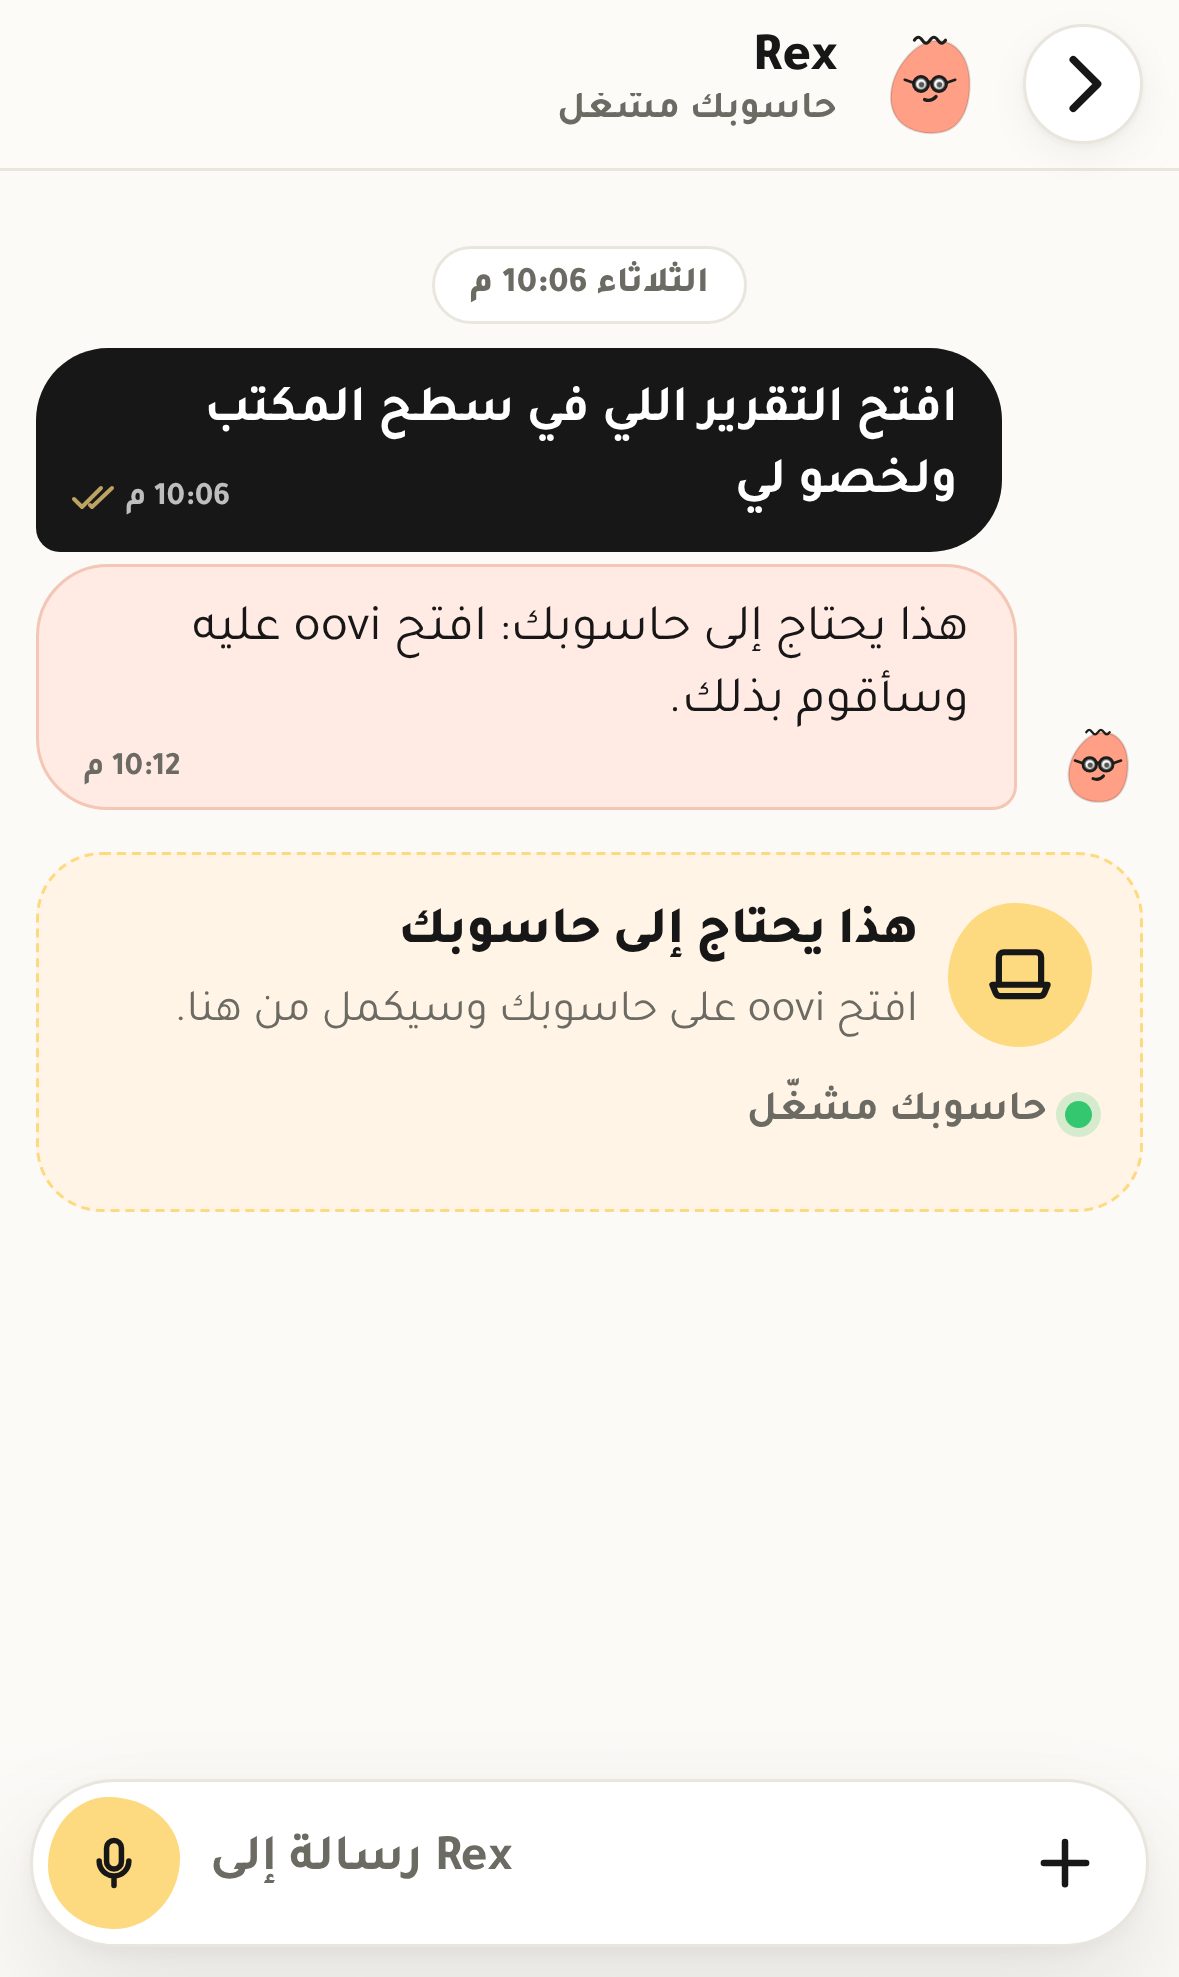 Rex
حاسوبك مشغل
الثلاثاء 10:06 م
افتح التقرير اللي في سطح المكتب
ولخصو لي
10:06 م
هذا يحتاج إلى حاسوبك: افتح oovi عليه
وسأقوم بذلك.
10:12 م
هذا يحتاج إلى حاسوبك
افتح oovi على حاسوبك وسيكمل من هنا.
حاسوبك مشغّل
رسالة إلى Rex